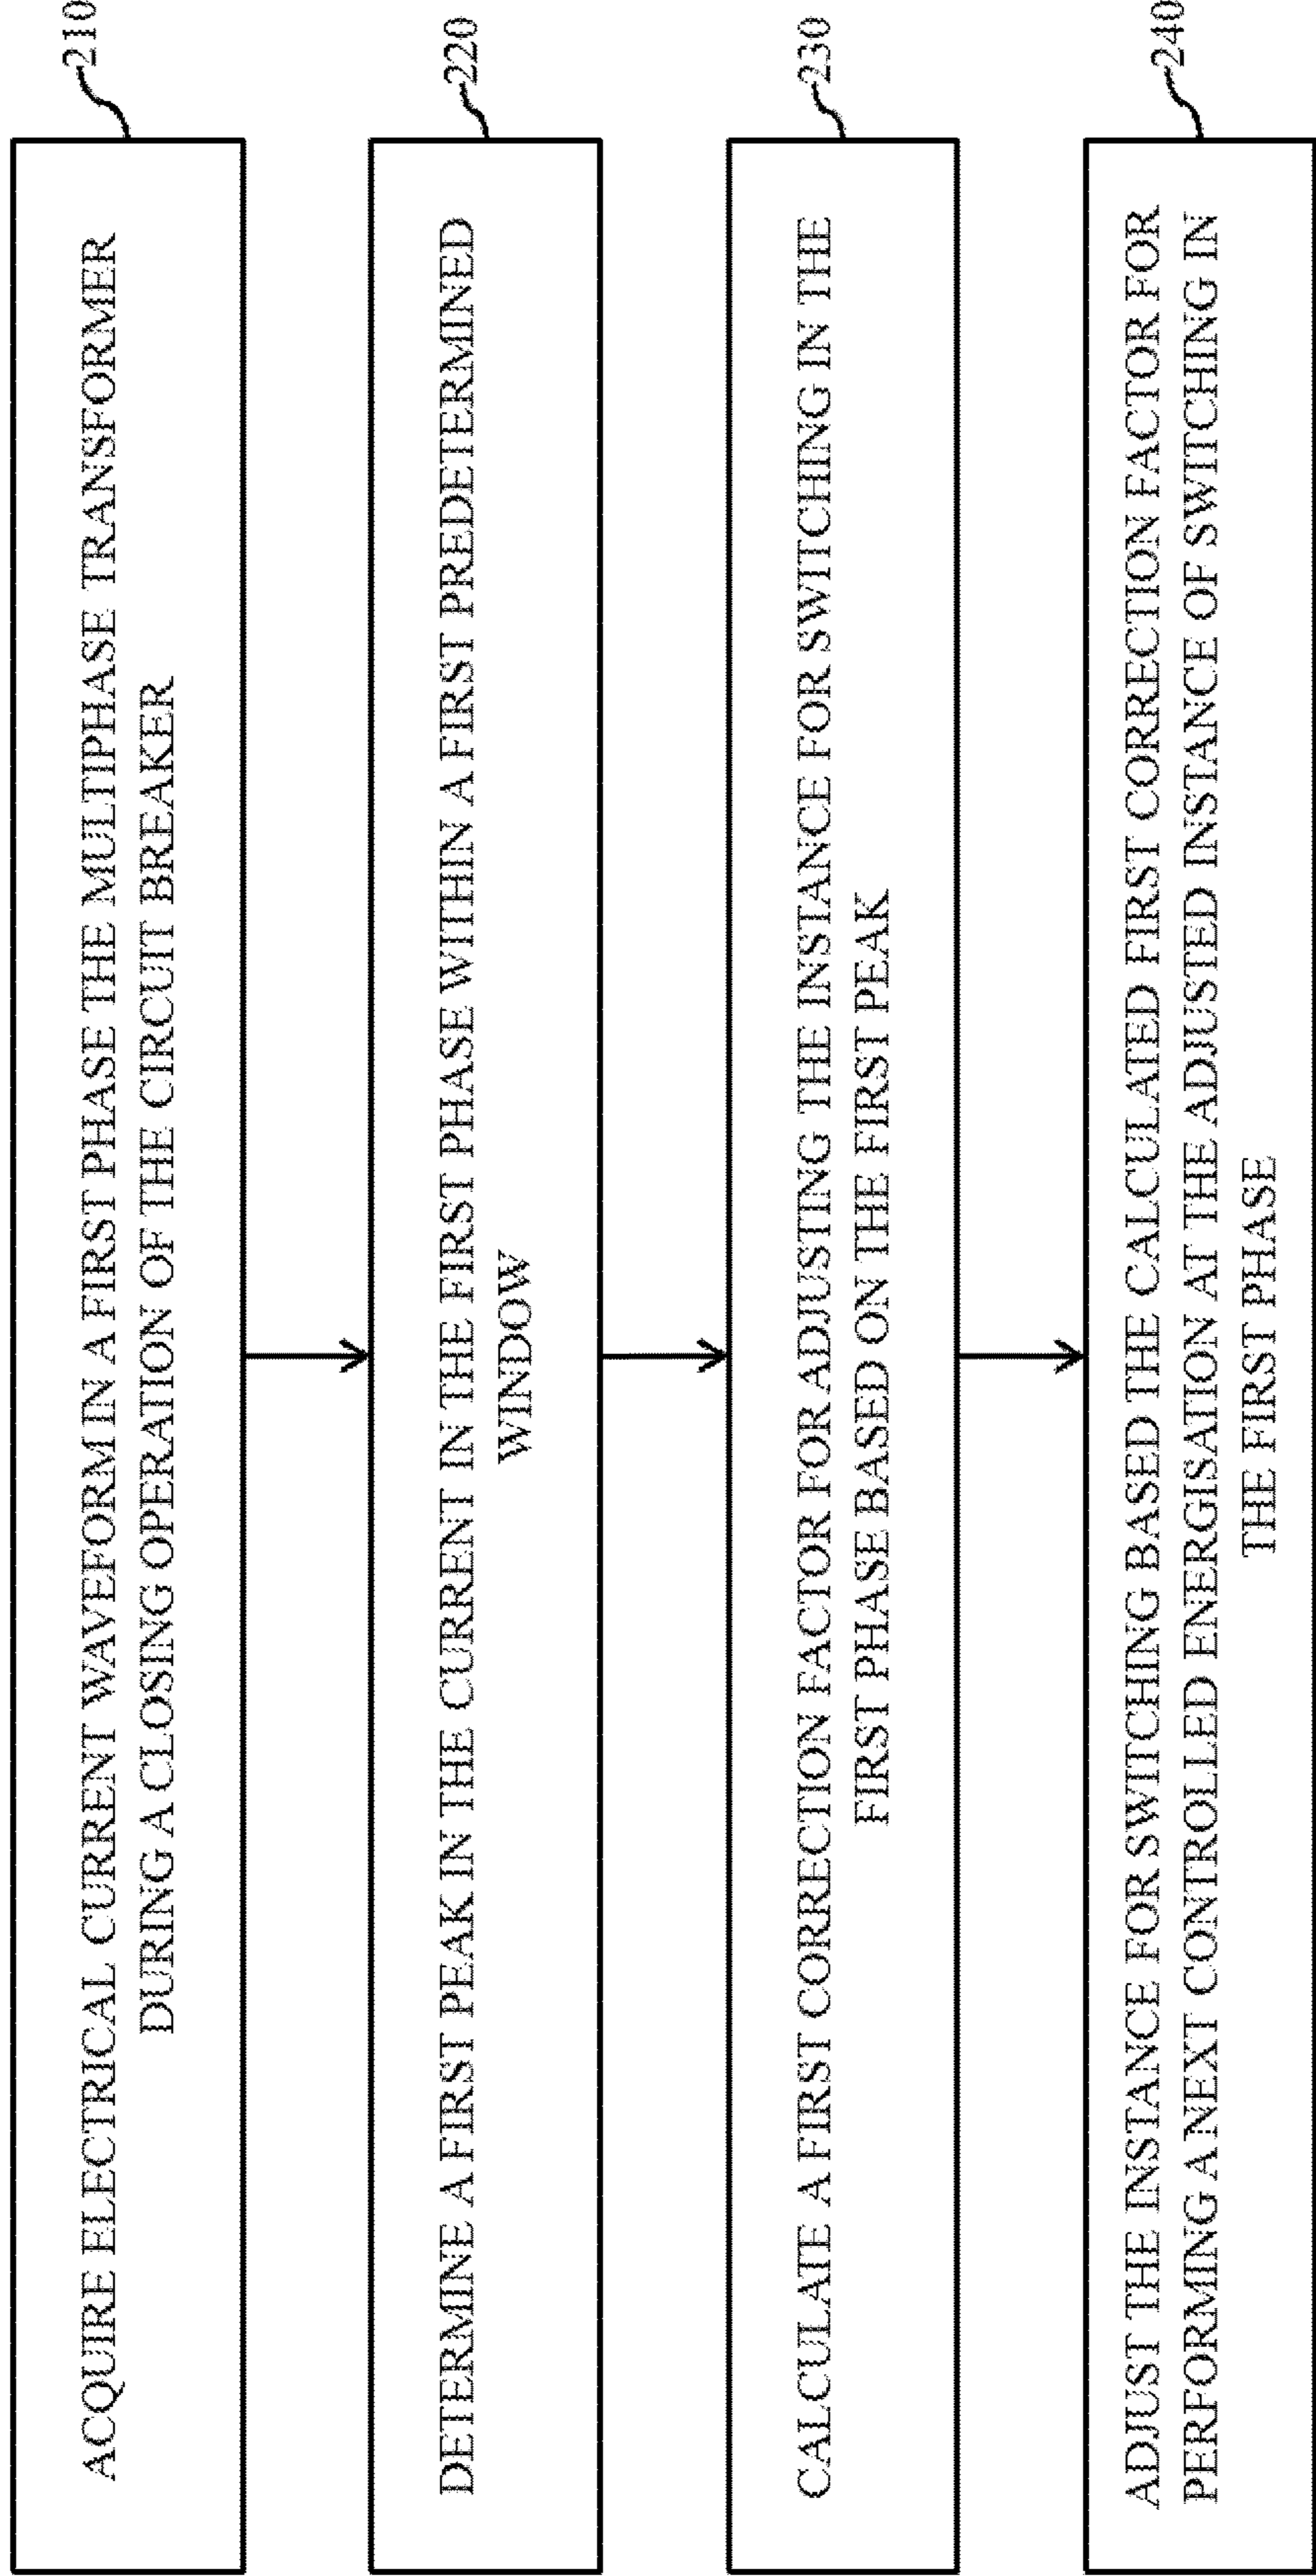 ACQUIRE ELECTRICAL CURRENT WAVEFORM IN A FIRST PHASE THE MULTIPHASE TRANSFORMER
DURING A CLOSING OPERATION OF THE CIRCUIT BREAKER
210
DETERMINE A FIRST PEAK IN THE CURRENT IN THE FIRST PHASE WITHIN A FIRST PREDETERMINED
WINDOW
220
CALCULATE A FIRST CORRECTION FACTOR FOR ADJUSTING THE INSTANCE FOR SWITCHING IN THE
FIRST PHASE BASED ON THE FIRST PEAK
230
ADJUST THE INSTANCE FOR SWITCHING BASED THE CALCULATED FIRST CORRECTION FACTOR FOR
PERFORMING A NEXT CONTROLLED ENERGISATION AT THE ADJUSTED INSTANCE OF SWITCHING IN
THE FIRST PHASE
240